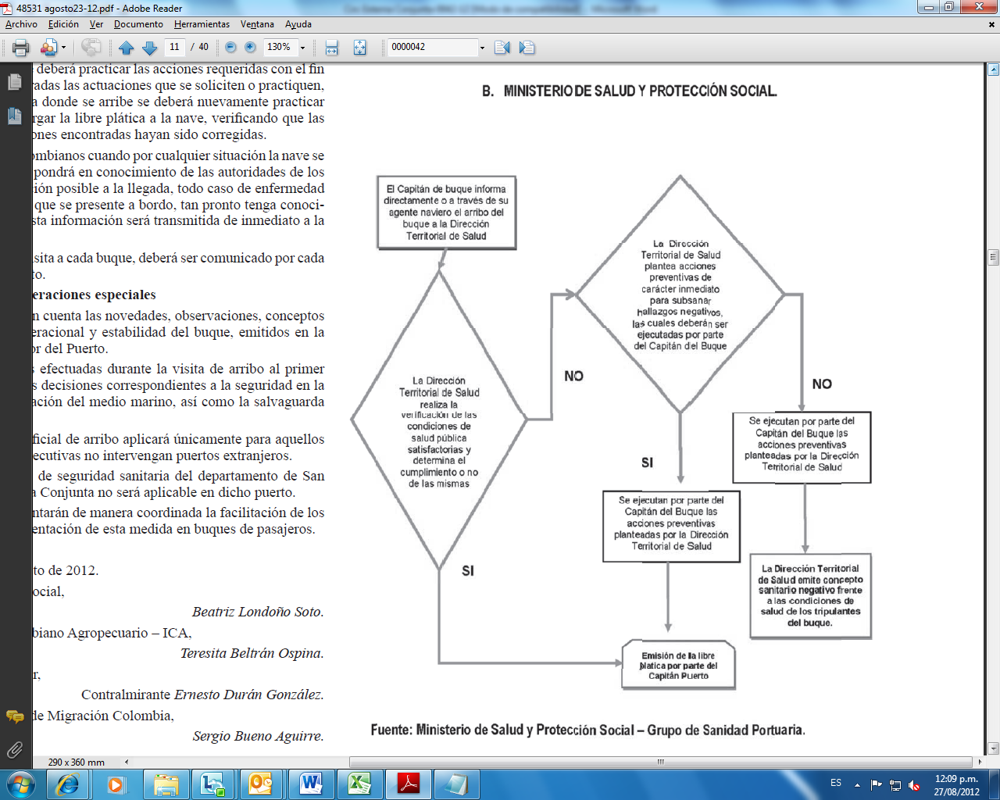 48531 agosto23-12.pdf - Adobe Reader
Archivo Edición Ver Documento Herramientas Ventana Ayuda
11 / 40 130% 0000042
deberá practicar las acciones requeridas con el fin
radas las actuaciones que se soliciten o practiquen,
a donde se arribe se deberá nuevamente practicar
rgar la libre plática a la nave, verificando que las
ones encontradas hayan sido corregidas.
ombianos cuando por cualquier situación la nave se
pondrá en conocimiento de las autoridades de los
ción posible a la llegada, todo caso de enfermedad
que se presente a bordo, tan pronto tenga conoci-
sta información será transmitida de inmediato a la
isita a cada buque, deberá ser comunicado por cada
to.
eraciones especiales
n cuenta las novedades, observaciones, conceptos
eracional y estabilidad del buque, emitidos en la
or del Puerto.
s efectuadas durante la visita de arribo al primer
s decisiones correspondientes a la seguridad en la
ación del medio marino, así como la salvaguarda
ficial de arribo aplicará únicamente para aquellos
ecutivas no intervengan puertos extranjeros.
de seguridad sanitaria del departamento de San
a Conjunta no será aplicable en dicho puerto.
ntarán de manera coordinada la facilitación de los
entación de esta medida en buques de pasajeros.
to de 2012.
ocial,
Beatriz Londoño Soto.
biano Agropecuario – ICA,
Teresita Beltrán Ospina.
r,
Contralmirante Ernesto Durán González.
de Migración Colombia,
Sergio Bueno Aguirre.
B. MINISTERIO DE SALUD Y PROTECCIÓN SOCIAL.
El Capitán de buque informa
directamente o a través de su
agente naviero el arribo del
buque a la Dirección
Territorial de Salud
La Dirección
Territorial de Salud
realiza la
verificación de las
condiciones de
salud pública
satisfactorias y
determina el
cumplimiento o no
de las mismas
NO
SI
La Dirección
Territorial de Salud
plantea acciones
preventivas de
carácter inmediato
para subsanar
hallazgos negativos,
las cuales deberán ser
ejecutadas por parte
del Capitán del Buque
NO
SI
Se ejecutan por parte del
Capitán del Buque las
acciones preventivas
planteadas por la Dirección
Territorial de Salud
Se ejecutan por parte del
Capitán del Buque las
acciones preventivas
planteadas por la Dirección
Territorial de Salud
La Dirección Territorial
de Salud emite concepto
sanitario negativo frente
a las condiciones de
salud de los tripulantes
del buque.
Emisión de la libre
platica por parte del
Capitán Puerto
Fuente: Ministerio de Salud y Protección Social – Grupo de Sanidad Portuaria.
290 x 360 mm
ES
12:09 p.m.
27/08/2012